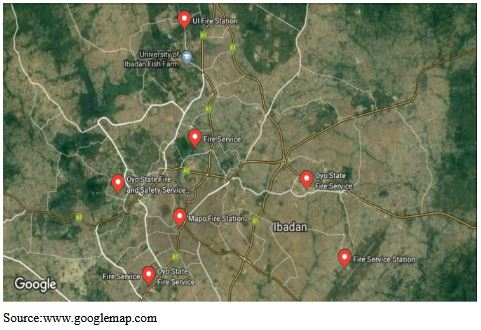 UI Fire Station
University of
Ibadan Fish Farm
Fire Service
Oyo State Fire
and Safety Service...
Oyo State
Fire Service
Mapo Fire Station
Ibadan
Fire Service Station
Fire Service
Oyo State
Fire Service
Google
Source:www.googlemap.com